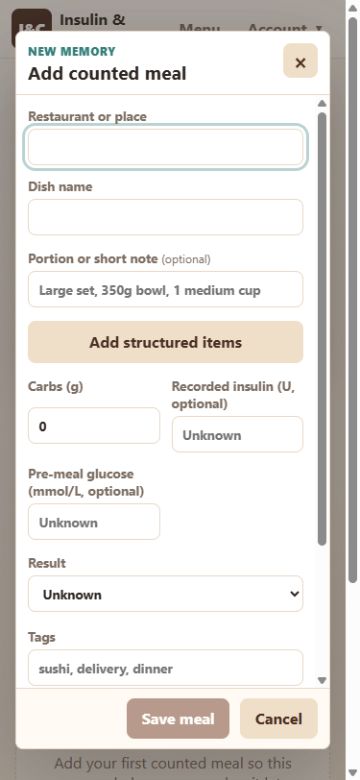 Insulin &
J&C
Menu
Account
NEW MEMORY
Add counted meal
×
Restaurant or place
Dish name
Portion or short note (optional)
Large set, 350g bowl, 1 medium cup
Add structured items
Carbs (g)
Recorded insulin (U,
optional)
0
Unknown
Pre-meal glucose
(mmol/L, optional)
Unknown
Result
Unknown
Tags
sushi, delivery, dinner
Save meal
Cancel
Add your first counted meal so this